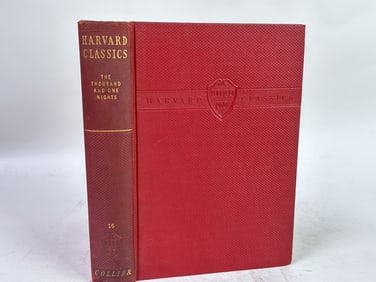 HARVARD
CLASSICS
THE
THOUSAND
AND ONE
NIGHTS
16
COLLIER
HARVARD CLASSICS